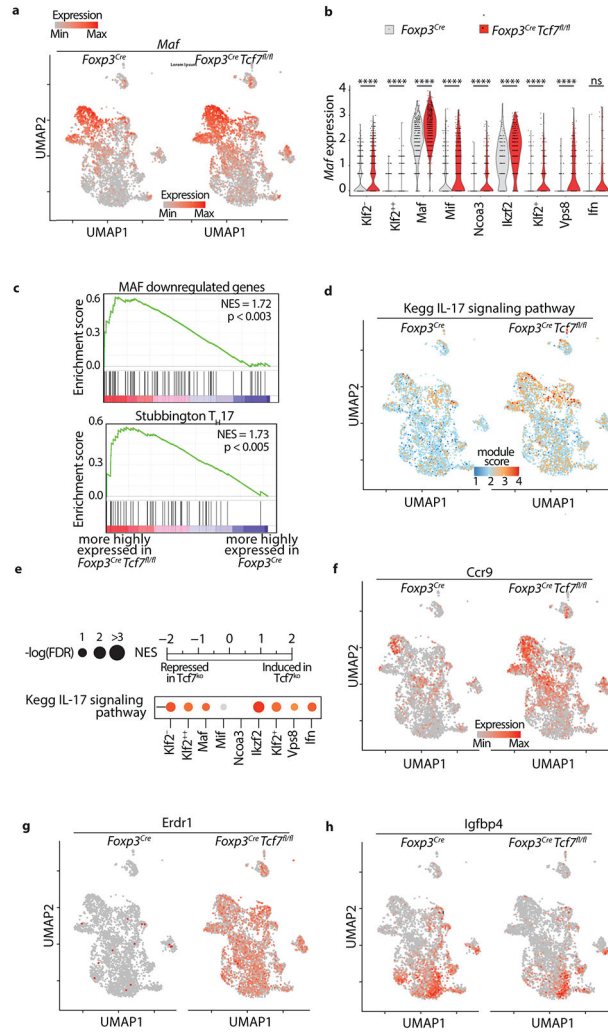 a
Expression
Min Max
Maf
Foxp3Cre
Foxp3Cre Tcf7fl/fl
Lorem Ipsum
UMAP2
Expression
Min Max
UMAP1
UMAP1
b
Foxp3Cre
Foxp3Cre Tcf7fl/fl
**** **** **** **** **** **** **** **** ns
Maf expression
4
3
2
1
0
Klf2-
Klf2++
Maf
Mif
Ncoa3
Ikzf2
Klf2+
Vps8
Ifn
c
MAF downregulated genes
Enrichment score
0.6
0.3
0.0
NES = 1.72
p < 0.003
Stubbington TH17
Enrichment score
0.6
0.3
0.0
NES = 1.73
p < 0.005
more highly
expressed in
Foxp3Cre Tcf7fl/fl
more highly
expressed in
Foxp3Cre
d
Kegg IL-17 signaling pathway
Foxp3Cre
Foxp3Cre Tcf7fl/fl
UMAP2
module
score
1 2 3 4
UMAP1
UMAP1
e
1 2 >3
-log(FDR)
NES
−2 −1 0 1 2
Repressed
in Tcf7ko
Induced in
Tcf7ko
Kegg IL-17 signaling
pathway
Klf2-
Klf2++
Maf
Mif
Ncoa3
Ikzf2
Klf2+
Vps8
Ifn
f
Ccr9
Foxp3Cre
Foxp3Cre Tcf7fl/fl
UMAP2
Expression
Min Max
UMAP1
UMAP1
g
Erdr1
Foxp3Cre
Foxp3Cre Tcf7fl/fl
UMAP2
UMAP1
UMAP1
h
Igfbp4
Foxp3Cre
Foxp3Cre Tcf7fl/fl
UMAP2
UMAP1
UMAP1